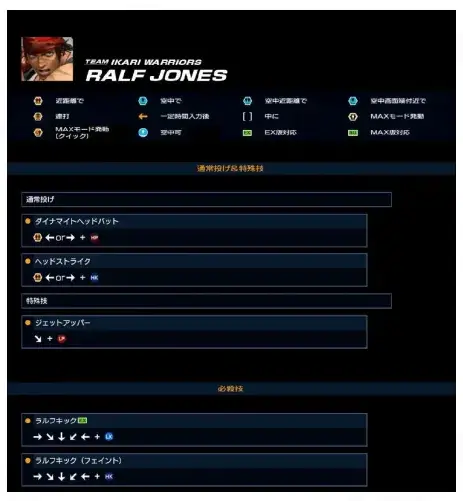 TEAM IKARI WARRIORS
RALF JONES
近距離で 空中で 空中近距離で 空中画面端付近で
連打 ← 一定時間入力後 [ ] 中に MAXモード発動
MAXモード発動 (クイック) 空中可 EX EX版対応 MAX版対応
通常投げ&特殊技
通常投げ
ダイナマイトヘッドバット
←or→ + HP
ヘッドストライク
←or→ + HK
特殊技
ジェットアッパー
↘ + LP
必殺技
ラルフキック EX
→ ↘ ↓ ↙ ← + LK
ラルフキック（フェイント）
→ ↘ ↓ ↙ ← + HK